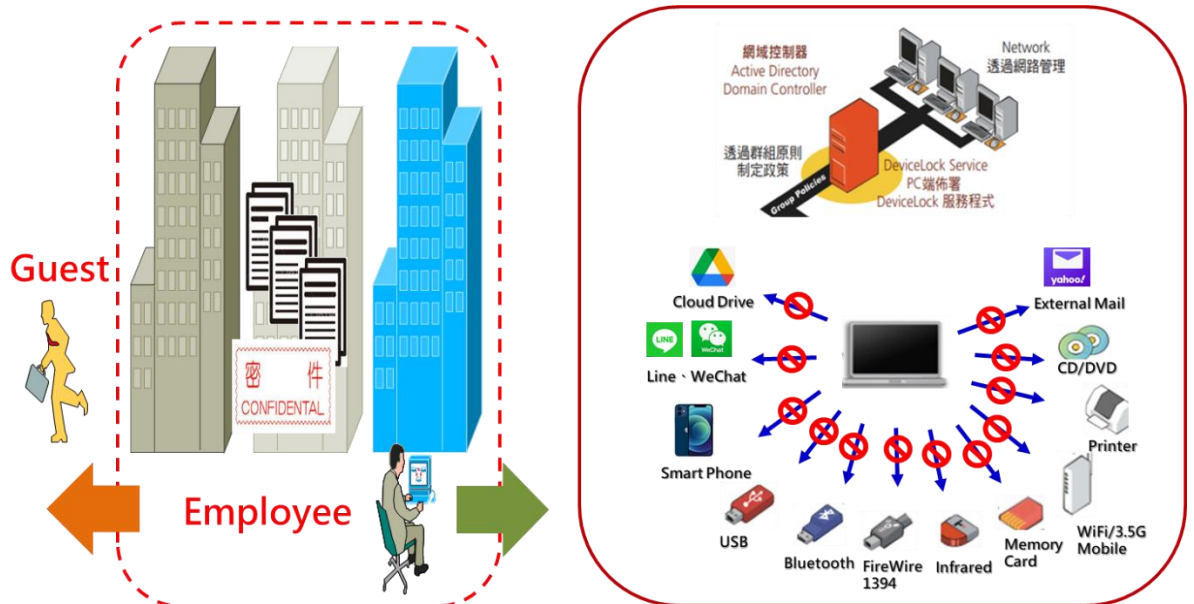 Guest
密 件
CONFIDENTAL
Employee
網域控制器
Active Directory
Domain Controller
Network
透過網路管理
透過群組原則
制定政策
Group Policies
DeviceLock Service
PC端佈署
DeviceLock 服務程式
Cloud Drive
yahoo!
External Mail
LINE
WeChat
Line、WeChat
CD/DVD
Smart Phone
Printer
USB
Bluetooth
FireWire
1394
Infrared
Memory
Card
WiFi/3.5G
Mobile